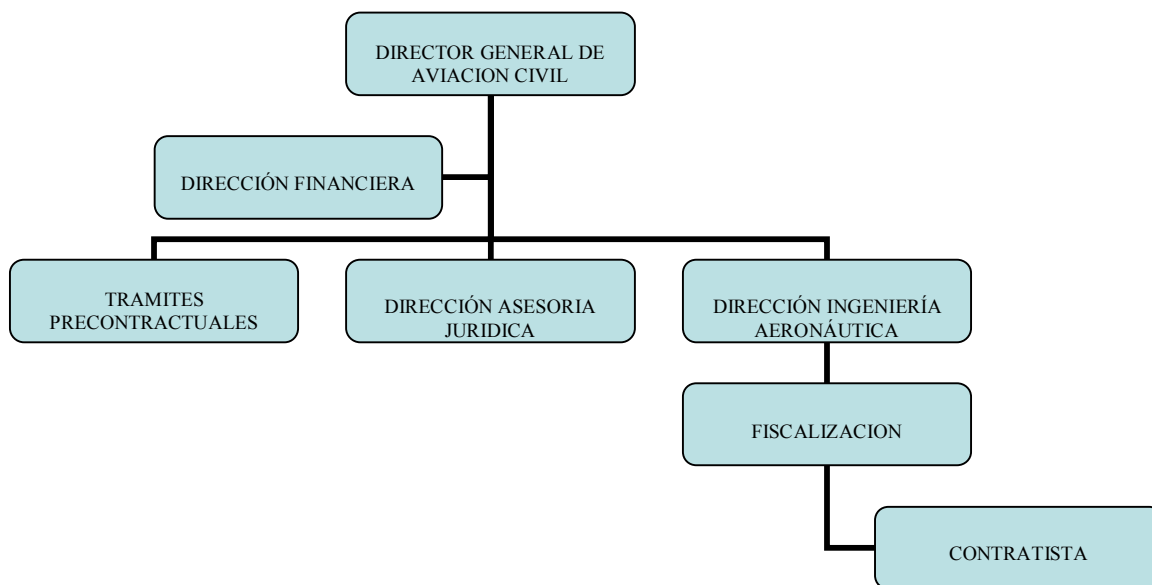 DIRECTOR GENERAL DE
AVIACION CIVIL
DIRECCIÓN FINANCIERA
TRAMITES
PRECONTRACTUALES
DIRECCIÓN ASESORIA
JURIDICA
DIRECCIÓN INGENIERÍA
AERONÁUTICA
FISCALIZACION
CONTRATISTA